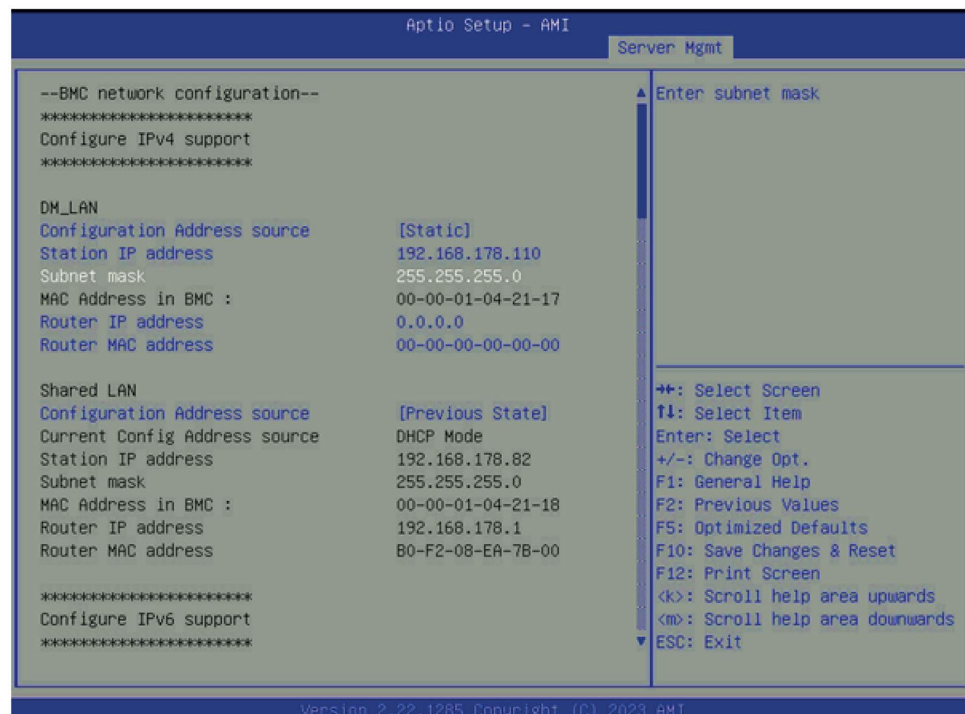 Aptio Setup - AMI
Server Mgmt
--BMC network configuration--
**************************
Configure IPv4 support
**************************
DM_LAN
Configuration Address source [Static]
Station IP address 192.168.178.110
Subnet mask 255.255.255.0
MAC Address in BMC : 00-00-01-04-21-17
Router IP address 0.0.0.0
Router MAC address 00-00-00-00-00-00
Shared LAN
Configuration Address source [Previous State]
Current Config Address source DHCP Mode
Station IP address 192.168.178.82
Subnet mask 255.255.255.0
MAC Address in BMC : 00-00-01-04-21-18
Router IP address 192.168.178.1
Router MAC address B0-F2-08-EA-7B-00
**************************
Configure IPv6 support
**************************
Enter subnet mask
→←: Select Screen
↑↓: Select Item
Enter: Select
+/-: Change Opt.
F1: General Help
F2: Previous Values
F5: Optimized Defaults
F10: Save Changes & Reset
F12: Print Screen
<k>: Scroll help area upwards
<m>: Scroll help area downwards
ESC: Exit
Version 2.22.1285 Copyright (C) 2023 AMI